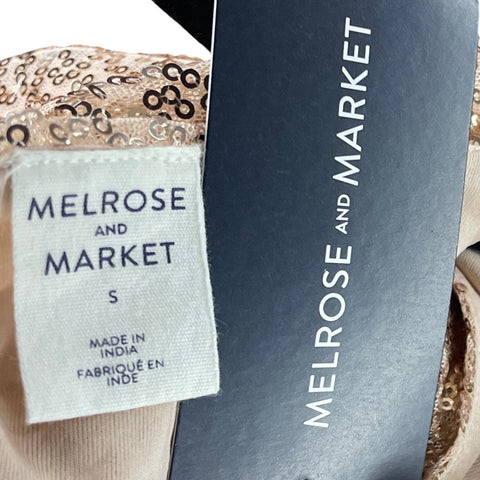 MELROSE
AND
MARKET
S
MADE IN
INDIA
FABRIQUÉ EN
INDE
MELROSE AND MARKET